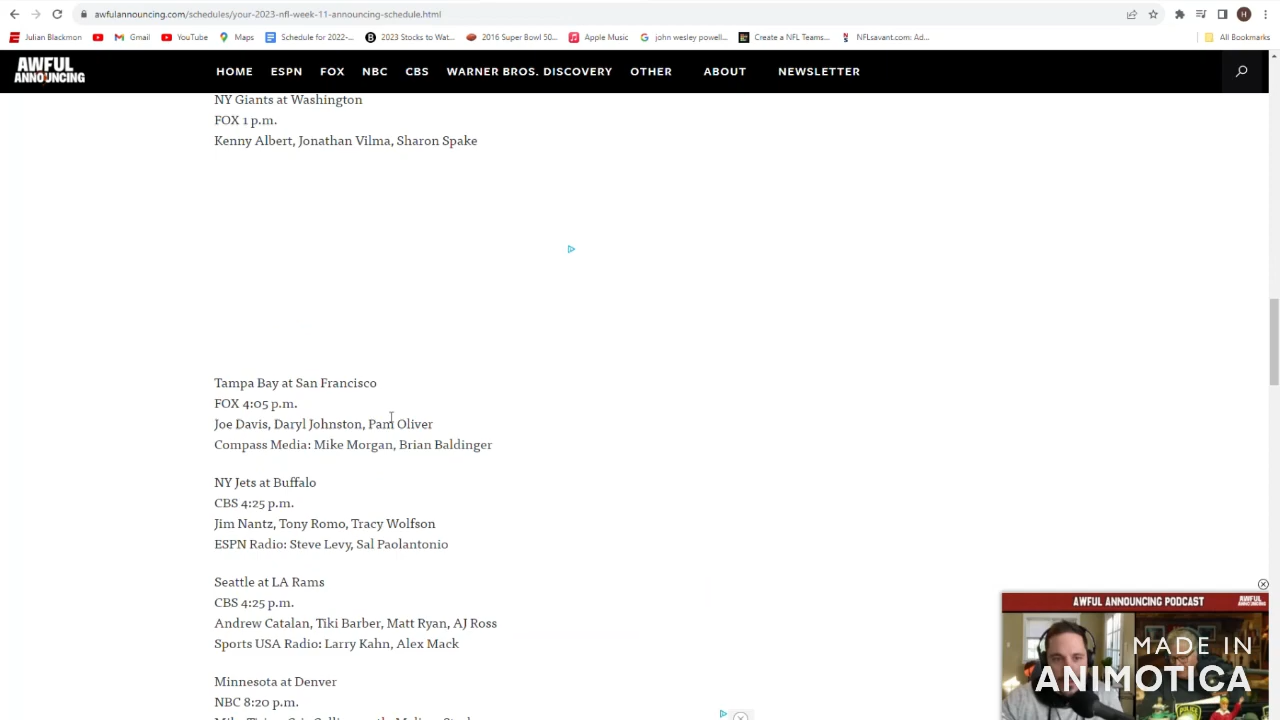 awfulannouncing.com/schedules/your-2023-nfl-week-11-announcing-schedule.html
H
Julian Blackmon
Gmail
YouTube
Maps
Schedule for 2022-...
2023 Stocks to Wat...
2016 Super Bowl 50...
Apple Music
john wesley powel...
Create a NFL Teams...
NFLsavant.com: Ad...
All Bookmarks
AWFUL
ANNOUNCING
HOME
ESPN
FOX
NBC
CBS
WARNER BROS. DISCOVERY
OTHER
ABOUT
NEWSLETTER
NY Giants at Washington
FOX 1 p.m.
Kenny Albert, Jonathan Vilma, Sharon Spake
Tampa Bay at San Francisco
FOX 4:05 p.m.
Joe Davis, Daryl Johnston, Pam Oliver
Compass Media: Mike Morgan, Brian Baldinger
NY Jets at Buffalo
CBS 4:25 p.m.
Jim Nantz, Tony Romo, Tracy Wolfson
ESPN Radio: Steve Levy, Sal Paolantonio
Seattle at LA Rams
CBS 4:25 p.m.
Andrew Catalan, Tiki Barber, Matt Ryan, AJ Ross
Sports USA Radio: Larry Kahn, Alex Mack
Minnesota at Denver
NBC 8:20 p.m.
AWFUL ANNOUNCING PODCAST
AWFUL
ANNOUNCING
MADE IN
ANIMOTICA
POLICE